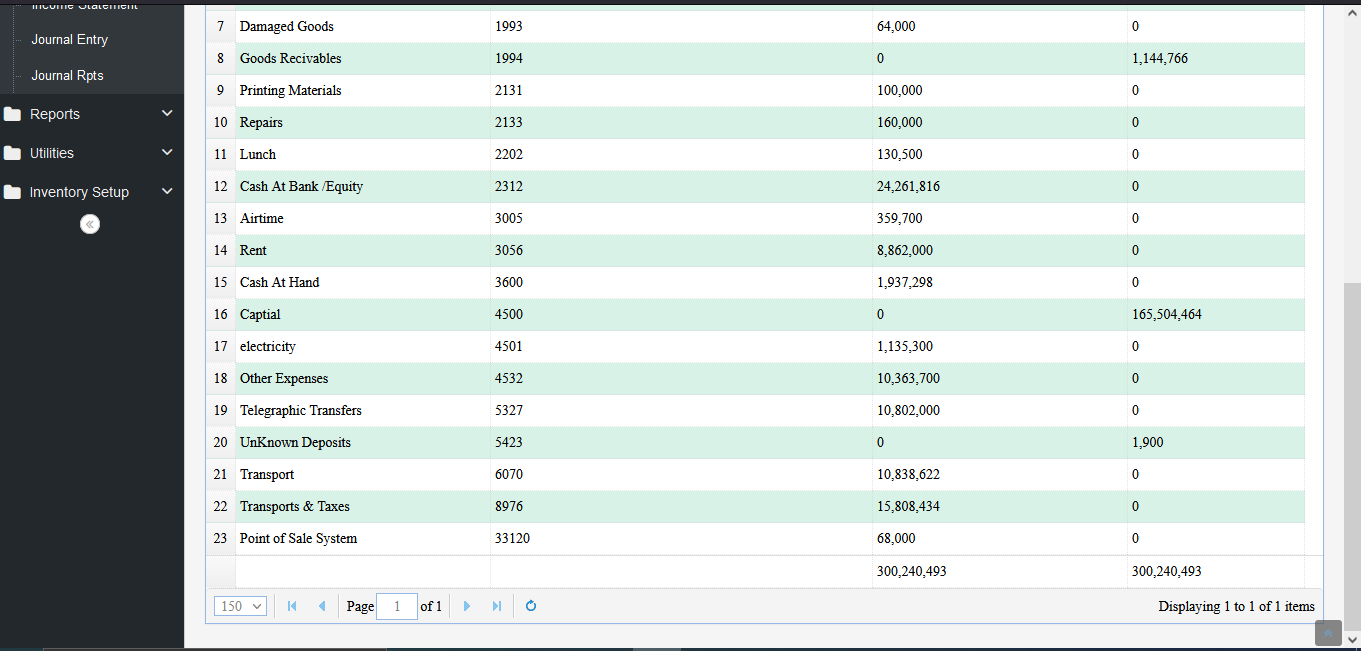 Income Statement
Journal Entry
Journal Rpts
Reports
Utilities
Inventory Setup
7 Damaged Goods 1993 64,000 0
8 Goods Recivables 1994 0 1,144,766
9 Printing Materials 2131 100,000 0
10 Repairs 2133 160,000 0
11 Lunch 2202 130,500 0
12 Cash At Bank /Equity 2312 24,261,816 0
13 Airtime 3005 359,700 0
14 Rent 3056 8,862,000 0
15 Cash At Hand 3600 1,937,298 0
16 Captial 4500 0 165,504,464
17 electricity 4501 1,135,300 0
18 Other Expenses 4532 10,363,700 0
19 Telegraphic Transfers 5327 10,802,000 0
20 UnKnown Deposits 5423 0 1,900
21 Transport 6070 10,838,622 0
22 Transports & Taxes 8976 15,808,434 0
23 Point of Sale System 33120 68,000 0
300,240,493 300,240,493
150 Page 1 of 1 Displaying 1 to 1 of 1 items